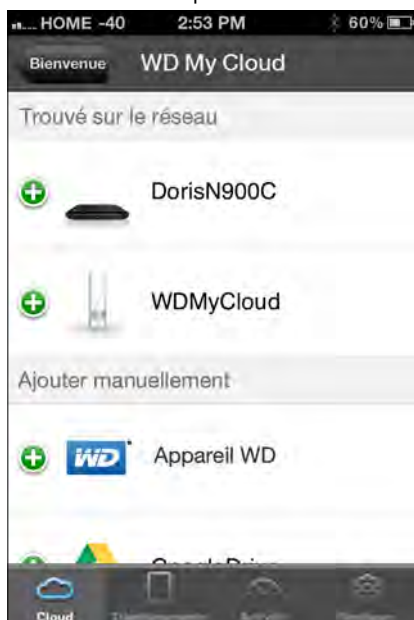 HOME -40 2:53 PM 60%
Bienvenue WD My Cloud
Trouvé sur le réseau
DorisN900C
WDMyCloud
Ajouter manuellement
WD Appareil WD
Cloud